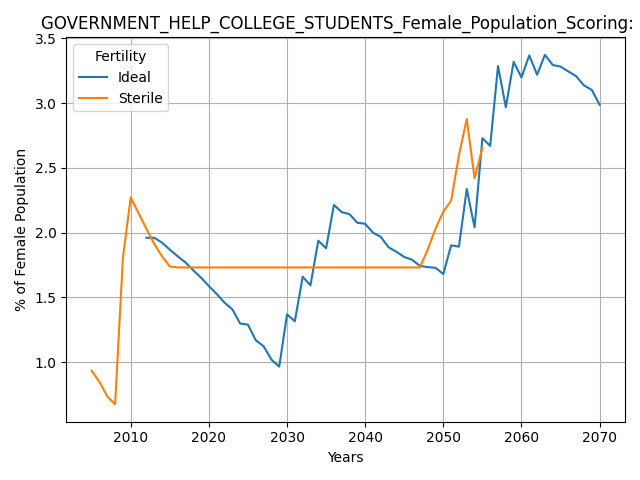 GOVERNMENT_HELP_COLLEGE_STUDENTS_Female_Population_Scoring:
Fertility
Ideal
Sterile
% of Female Population
3.5
3.0
2.5
2.0
1.5
1.0
2010 2020 2030 2040 2050 2060 2070
Years